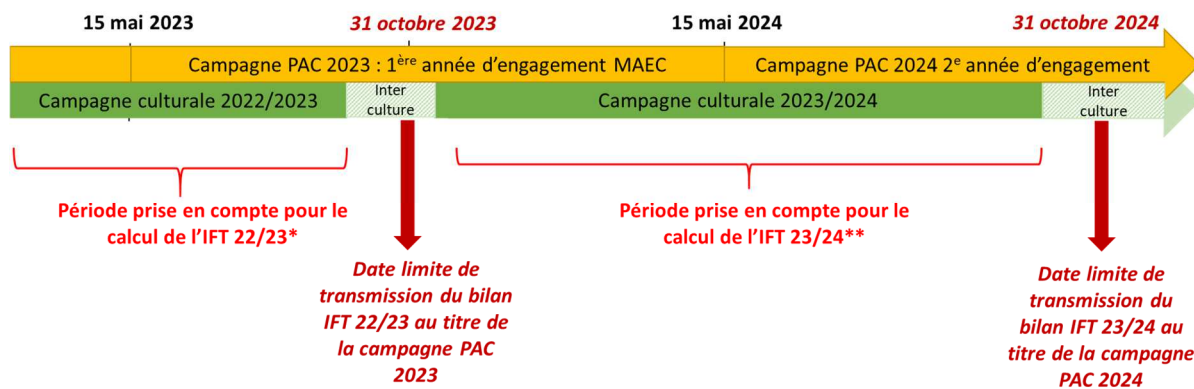 15 mai 2023
31 octobre 2023
15 mai 2024
31 octobre 2024
Campagne PAC 2023 : 1ère année d’engagement MAEC
Campagne PAC 2024 2e année d’engagement
Campagne culturale 2022/2023
Inter
culture
Campagne culturale 2023/2024
Inter
culture
Période prise en compte pour le
calcul de l’IFT 22/23*
Période prise en compte pour le
calcul de l’IFT 23/24**
Date limite de
transmission du bilan
IFT 22/23 au titre de
la campagne PAC
2023
Date limite de
transmission du
bilan IFT 23/24 au
titre de la campagne
PAC 2024